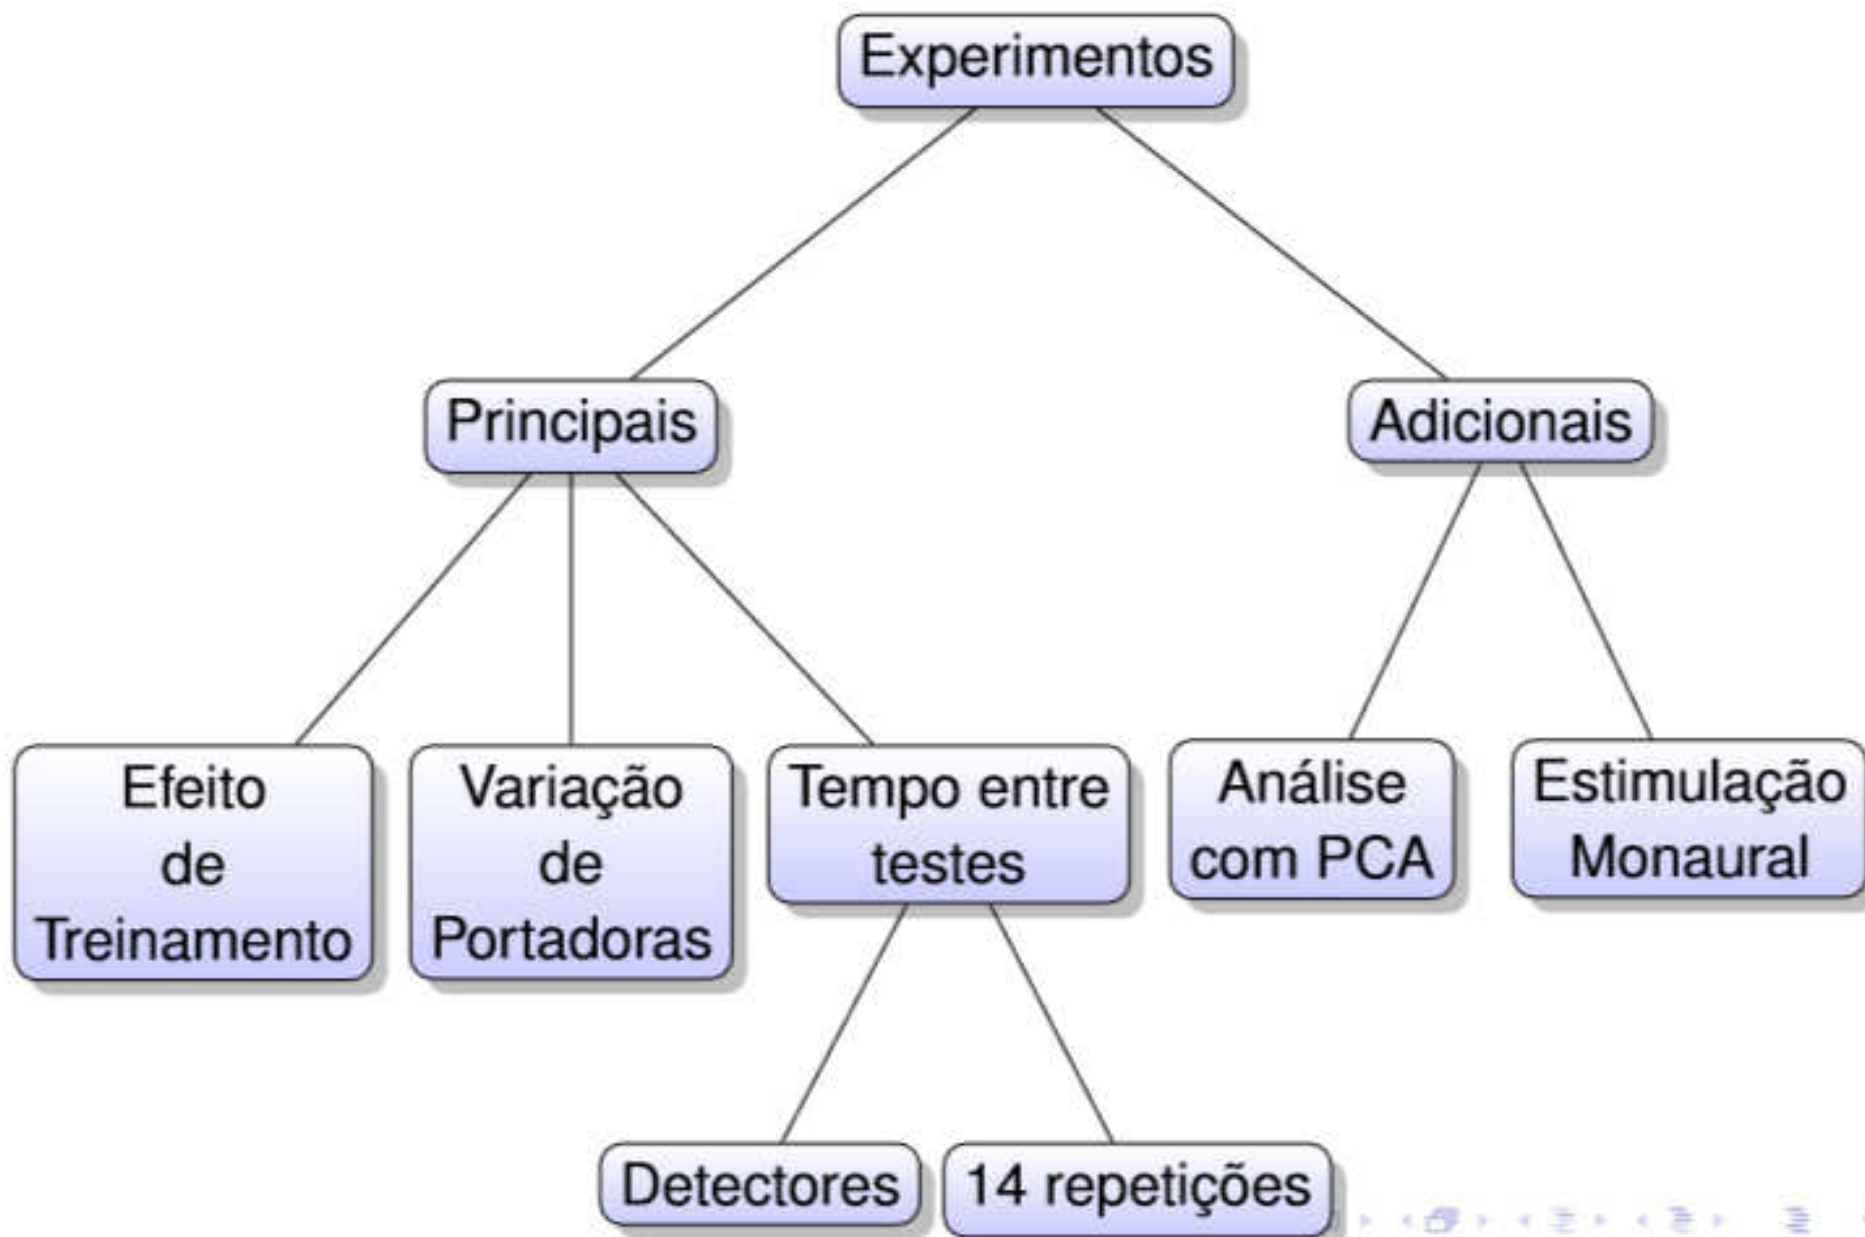 Experimentos
Principais
Adicionais
Efeito
de
Treinamento
Variação
de
Portadoras
Tempo entre
testes
Análise
com PCA
Estimulação
Monaural
Detectores
14 repetições